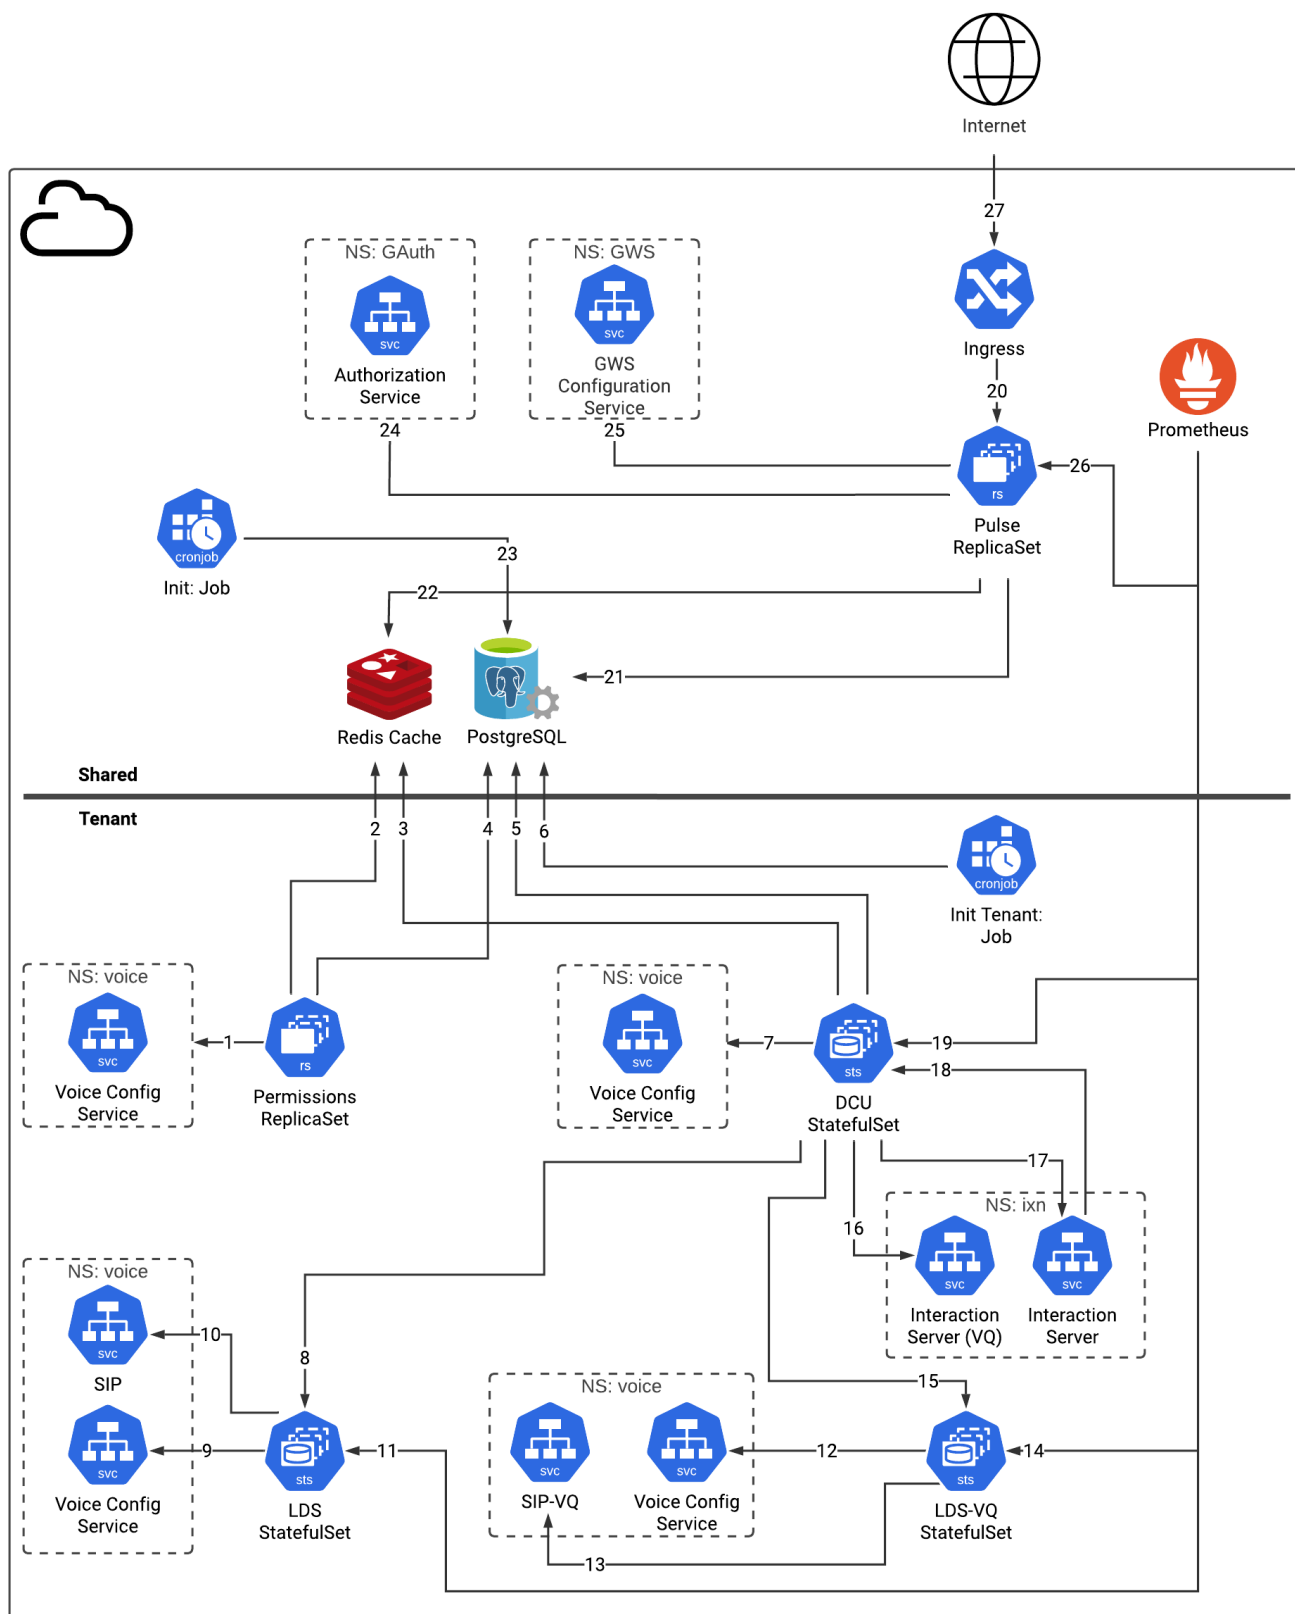 Internet
27
NS: GAuth
NS: GWS
svc
svc
Ingress
GWS
Authorization
Configuration
Service
Service
20
Prometheus
24
25
26
rs
Pulse
ReplicaSet
cronjob
23
Init: Job
22
21
Redis Cache
PostgreSQL
Shared
Tenant
2
3
4
5
6
cronjob
Init Tenant:
Job
NS: voice
NS: voice
svc
1
rs
svc
7
sts
19
18
Voice Config
Service
Permissions
ReplicaSet
Voice Config
Service
DCU
StatefulSet
17
NS: ixn
16
NS: voice
svc
svc
svc
10
Interaction
Server (VQ)
Interaction
Server
8
SIP
15
NS: voice
svc
9
sts
11
svc
svc
12
sts
14
Voice Config
Service
LDS
StatefulSet
SIP-VQ
Voice Config
Service
LDS-VQ
StatefulSet
13